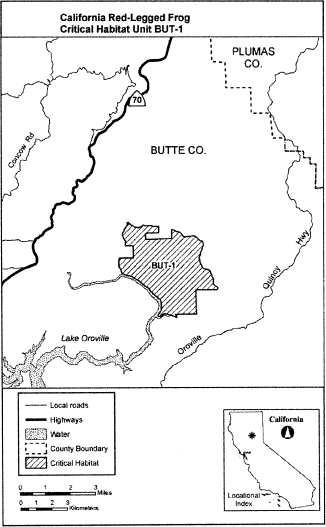 California Red-Legged Frog
Critical Habitat Unit BUT-1
PLUMAS
CO.
70
Concow Rd
BUTTE CO.
BUT-1
Quincy Hwy
Lake Oroville
Oroville
Local roads
Highways
Water
County Boundary
Critical Habitat
0 1 2 3
Miles
0 1 2 3
Kilometers
California
Locational
Index